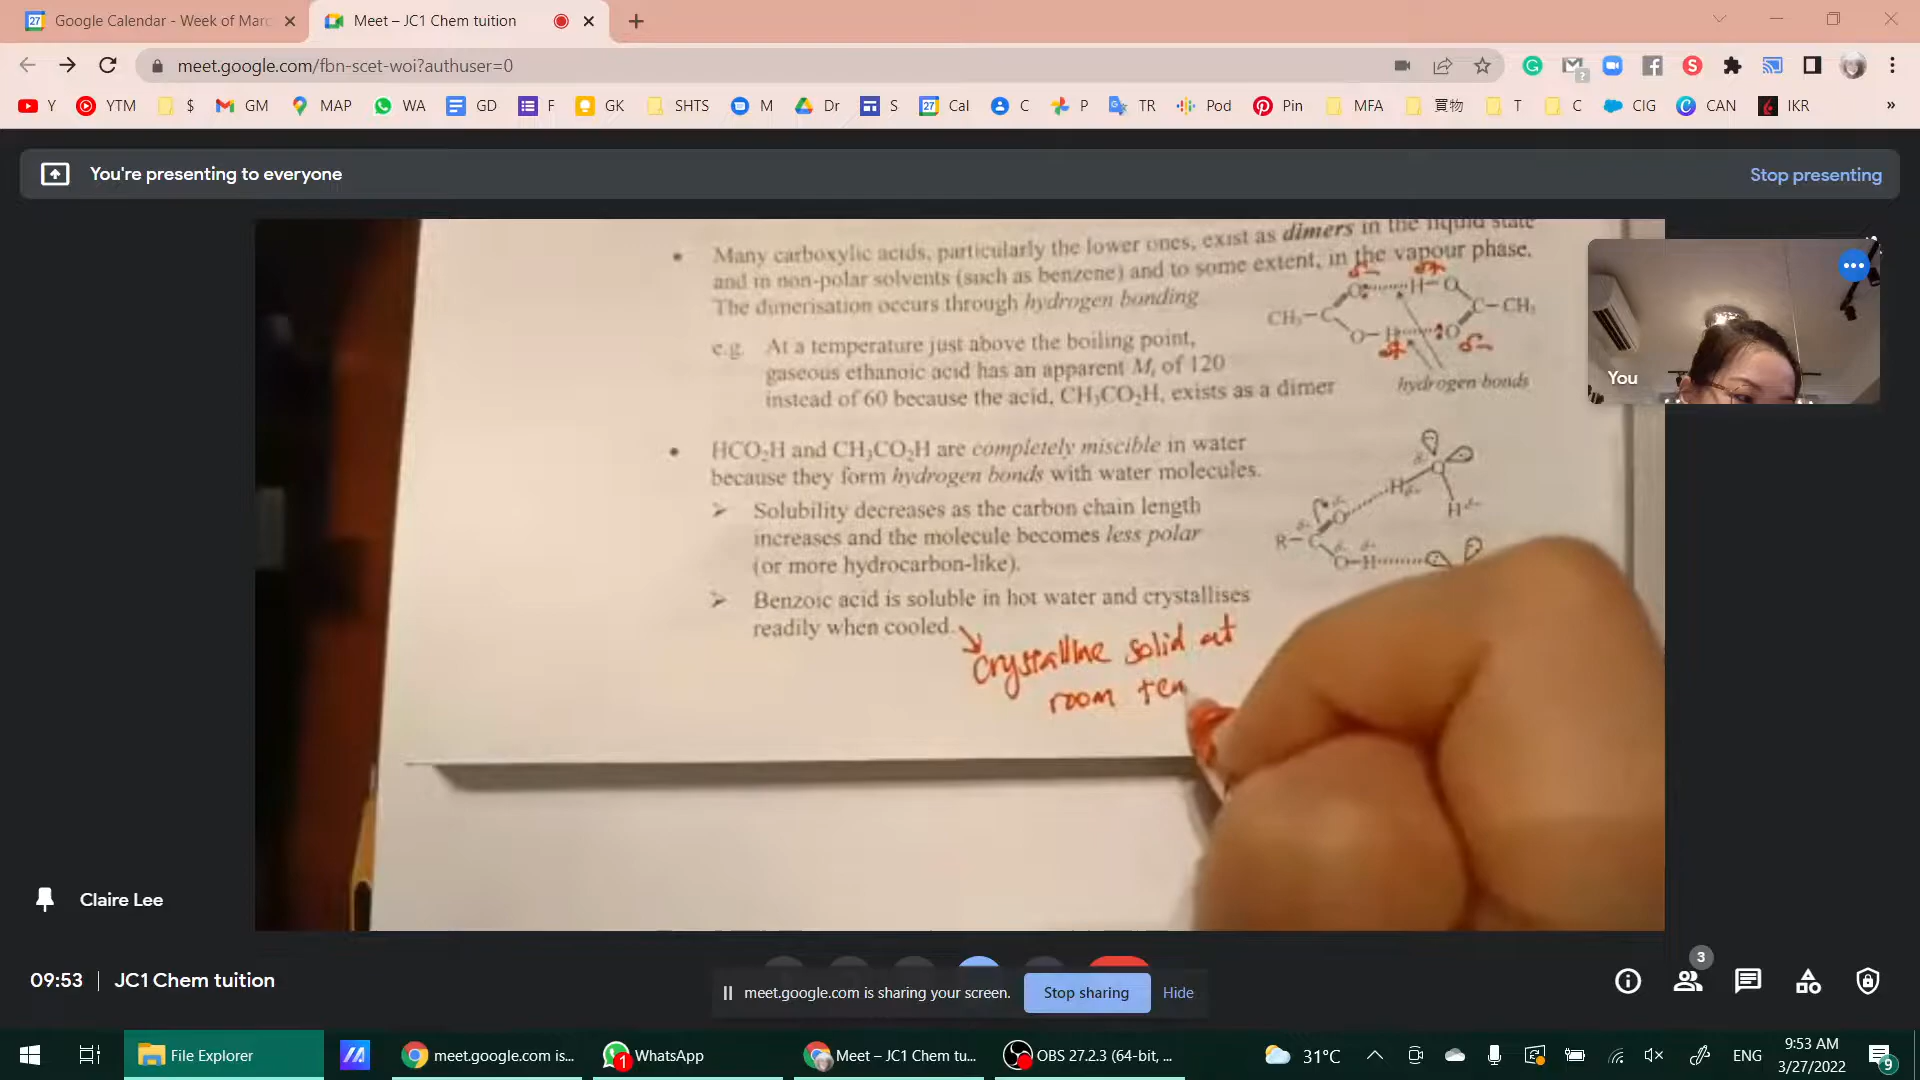 Google Calendar - Week of Marc
Meet – JC1 Chem tuition
meet.google.com/fbn-scet-woi?authuser=0
Y YTM $ GM MAP WA GD F GK SHTS M Dr S Cal C P TR Pod Pin MFA 買物 T C CIG CAN IKR »
You're presenting to everyone
Stop presenting
Many carboxylic acids, particularly the lower ones, exist as dimers in the liquid state
and in non-polar solvents (such as benzene) and to some extent, in the vapour phase.
The dimerisation occurs through hydrogen bonding
δ- δ+
O H-O
CH₃-C C-CH₃
O-H O
δ+ δ-
hydrogen bonds
e.g. At a temperature just above the boiling point,
gaseous ethanoic acid has an apparent Mr of 120
instead of 60 because the acid, CH₃CO₂H, exists as a dimer
You
• HCO₂H and CH₃CO₂H are completely miscible in water
because they form hydrogen bonds with water molecules.
➢ Solubility decreases as the carbon chain length
increases and the molecule becomes less polar
(or more hydrocarbon-like).
➢ Benzoic acid is soluble in hot water and crystallises
readily when cooled.
O
H
H
O
R-C
O-H
crystalline solid at
room tem
Claire Lee
09:53 | JC1 Chem tuition
3
meet.google.com is sharing your screen.
Stop sharing
Hide
File Explorer
meet.google.com is...
1
WhatsApp
Meet – JC1 Chem tu...
OBS 27.2.3 (64-bit, ...
31°C
ENG
9:53 AM
3/27/2022
9